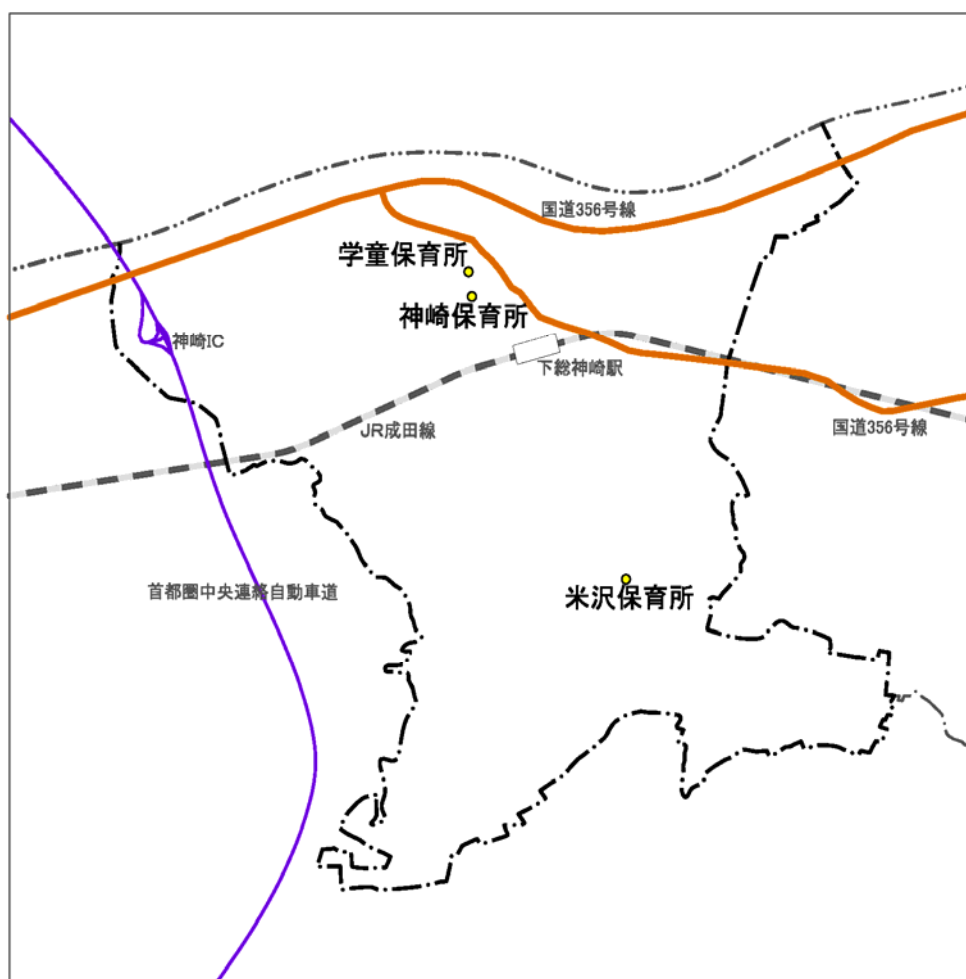 国道356号線
学童保育所
神崎保育所
神崎IC
下総神崎駅
JR成田線
国道356号線
首都圏中央連絡自動車道
米沢保育所